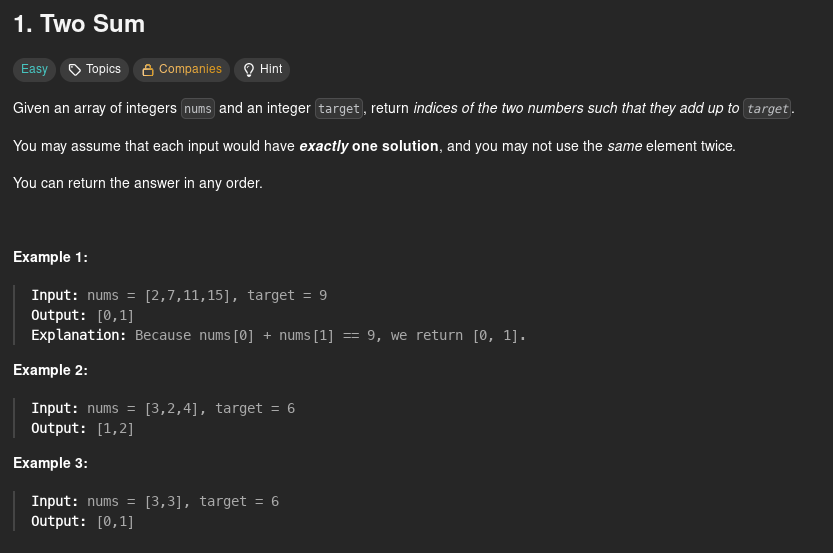 1. Two Sum
Easy Topics Companies Hint
Given an array of integers nums and an integer target, return indices of the two numbers such that they add up to target.
You may assume that each input would have exactly one solution, and you may not use the same element twice.
You can return the answer in any order.
Example 1:
Input: nums = [2,7,11,15], target = 9
Output: [0,1]
Explanation: Because nums[0] + nums[1] == 9, we return [0, 1].
Example 2:
Input: nums = [3,2,4], target = 6
Output: [1,2]
Example 3:
Input: nums = [3,3], target = 6
Output: [0,1]